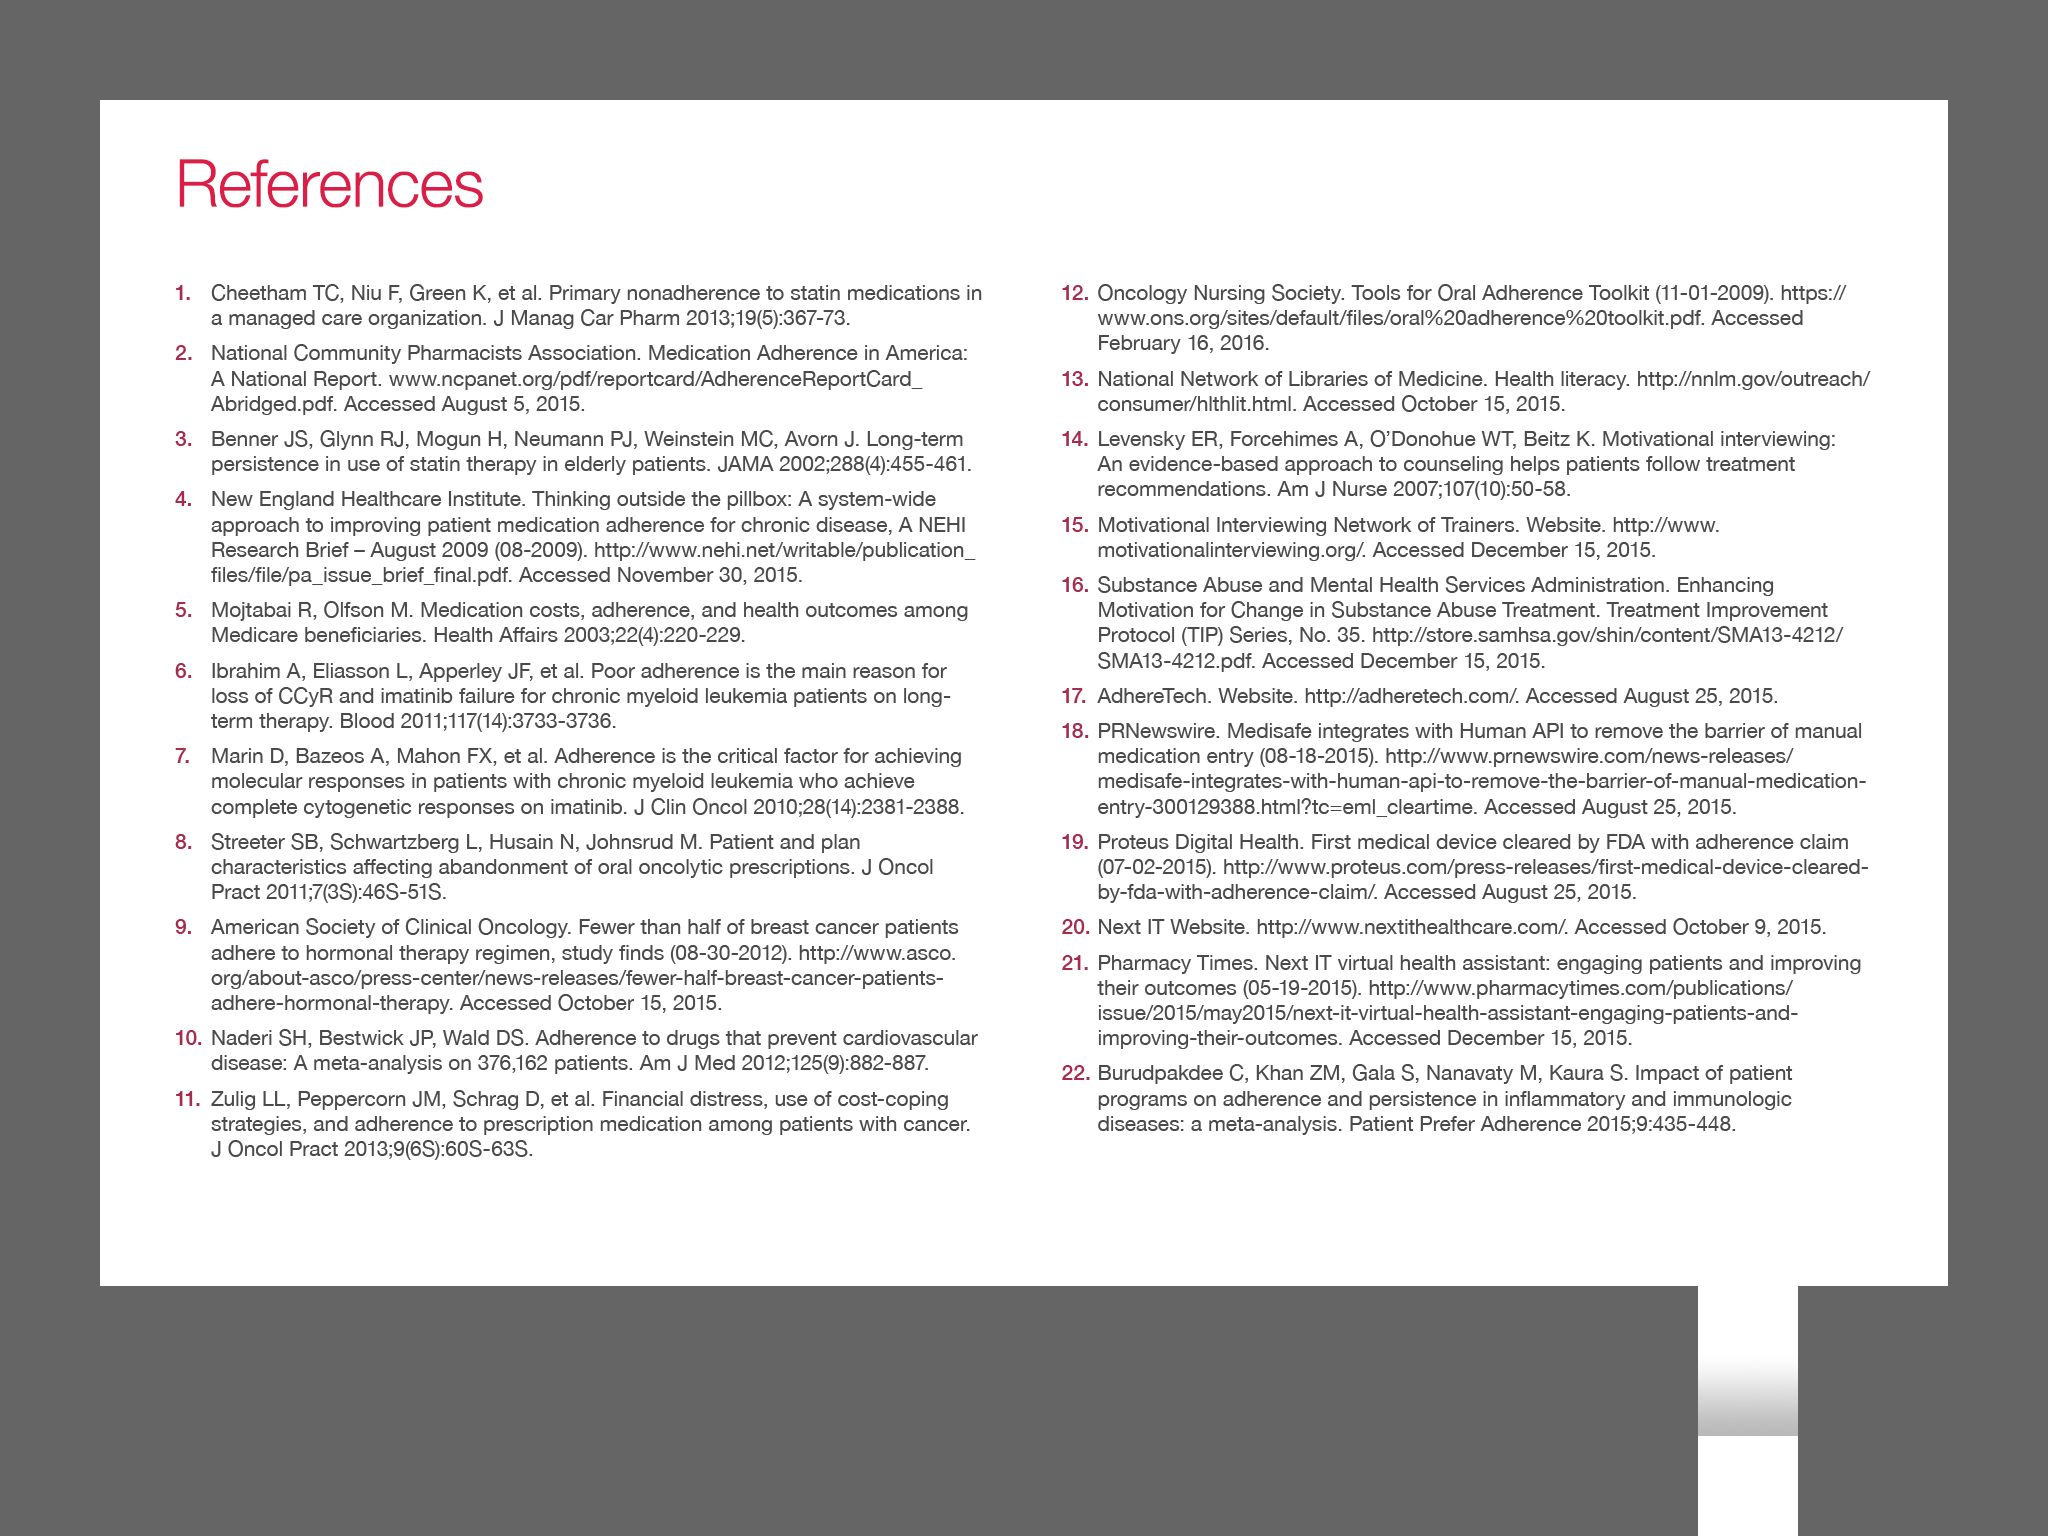 References
1. Cheetham TC, Niu F, Green K, et al. Primary nonadherence to statin medications in
a managed care organization. J Manag Car Pharm 2013;19(5):367-73.
2. National Community Pharmacists Association. Medication Adherence in America:
A National Report. www.ncpanet.org/pdf/reportcard/AdherenceReportCard_
Abridged.pdf. Accessed August 5, 2015.
3. Benner JS, Glynn RJ, Mogun H, Neumann PJ, Weinstein MC, Avorn J. Long-term
persistence in use of statin therapy in elderly patients. JAMA 2002;288(4):455-461.
4. New England Healthcare Institute. Thinking outside the pillbox: A system-wide
approach to improving patient medication adherence for chronic disease, A NEHI
Research Brief – August 2009 (08-2009). http://www.nehi.net/writable/publication_
files/file/pa_issue_brief_final.pdf. Accessed November 30, 2015.
5. Mojtabai R, Olfson M. Medication costs, adherence, and health outcomes among
Medicare beneficiaries. Health Affairs 2003;22(4):220-229.
6. Ibrahim A, Eliasson L, Apperley JF, et al. Poor adherence is the main reason for
loss of CCyR and imatinib failure for chronic myeloid leukemia patients on long-
term therapy. Blood 2011;117(14):3733-3736.
7. Marin D, Bazeos A, Mahon FX, et al. Adherence is the critical factor for achieving
molecular responses in patients with chronic myeloid leukemia who achieve
complete cytogenetic responses on imatinib. J Clin Oncol 2010;28(14):2381-2388.
8. Streeter SB, Schwartzberg L, Husain N, Johnsrud M. Patient and plan
characteristics affecting abandonment of oral oncolytic prescriptions. J Oncol
Pract 2011;7(3S):46S-51S.
9. American Society of Clinical Oncology. Fewer than half of breast cancer patients
adhere to hormonal therapy regimen, study finds (08-30-2012). http://www.asco.
org/about-asco/press-center/news-releases/fewer-half-breast-cancer-patients-
adhere-hormonal-therapy. Accessed October 15, 2015.
10. Naderi SH, Bestwick JP, Wald DS. Adherence to drugs that prevent cardiovascular
disease: A meta-analysis on 376,162 patients. Am J Med 2012;125(9):882-887.
11. Zulig LL, Peppercorn JM, Schrag D, et al. Financial distress, use of cost-coping
strategies, and adherence to prescription medication among patients with cancer.
J Oncol Pract 2013;9(6S):60S-63S.
12. Oncology Nursing Society. Tools for Oral Adherence Toolkit (11-01-2009). https://
www.ons.org/sites/default/files/oral%20adherence%20toolkit.pdf. Accessed
February 16, 2016.
13. National Network of Libraries of Medicine. Health literacy. http://nnlm.gov/outreach/
consumer/hlthlit.html. Accessed October 15, 2015.
14. Levensky ER, Forcehimes A, O’Donohue WT, Beitz K. Motivational interviewing:
An evidence-based approach to counseling helps patients follow treatment
recommendations. Am J Nurse 2007;107(10):50-58.
15. Motivational Interviewing Network of Trainers. Website. http://www.
motivationalinterviewing.org/. Accessed December 15, 2015.
16. Substance Abuse and Mental Health Services Administration. Enhancing
Motivation for Change in Substance Abuse Treatment. Treatment Improvement
Protocol (TIP) Series, No. 35. http://store.samhsa.gov/shin/content/SMA13-4212/
SMA13-4212.pdf. Accessed December 15, 2015.
17. AdhereTech. Website. http://adheretech.com/. Accessed August 25, 2015.
18. PRNewswire. Medisafe integrates with Human API to remove the barrier of manual
medication entry (08-18-2015). http://www.prnewswire.com/news-releases/
medisafe-integrates-with-human-api-to-remove-the-barrier-of-manual-medication-
entry-300129388.html?tc=eml_cleartime. Accessed August 25, 2015.
19. Proteus Digital Health. First medical device cleared by FDA with adherence claim
(07-02-2015). http://www.proteus.com/press-releases/first-medical-device-cleared-
by-fda-with-adherence-claim/. Accessed August 25, 2015.
20. Next IT Website. http://www.nextithealthcare.com/. Accessed October 9, 2015.
21. Pharmacy Times. Next IT virtual health assistant: engaging patients and improving
their outcomes (05-19-2015). http://www.pharmacytimes.com/publications/
issue/2015/may2015/next-it-virtual-health-assistant-engaging-patients-and-
improving-their-outcomes. Accessed December 15, 2015.
22. Burudpakdee C, Khan ZM, Gala S, Nanavaty M, Kaura S. Impact of patient
programs on adherence and persistence in inflammatory and immunologic
diseases: a meta-analysis. Patient Prefer Adherence 2015;9:435-448.